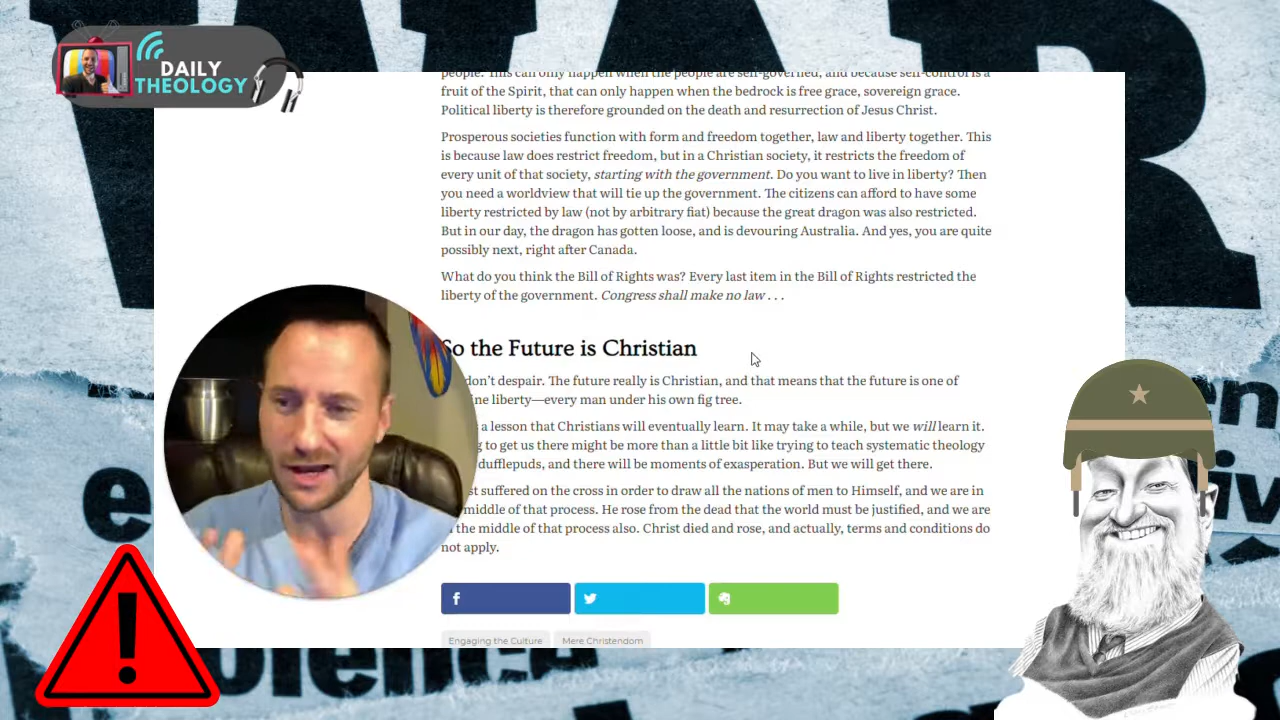 WAR
DAILY
THEOLOGY
people. This can only happen when the people are self-governed, and because self-control is a
fruit of the Spirit, that can only happen when the bedrock is free grace, sovereign grace.
Political liberty is therefore grounded on the death and resurrection of Jesus Christ.
Prosperous societies function with form and freedom together, law and liberty together. This
is because law does restrict freedom, but in a Christian society, it restricts the freedom of
every unit of that society, starting with the government. Do you want to live in liberty? Then
you need a worldview that will tie up the government. The citizens can afford to have some
liberty restricted by law (not by arbitrary fiat) because the great dragon was also restricted.
But in our day, the dragon has gotten loose, and is devouring Australia. And yes, you are quite
possibly next, right after Canada.
What do you think the Bill of Rights was? Every last item in the Bill of Rights restricted the
liberty of the government. Congress shall make no law . . .
So the Future is Christian
don’t despair. The future really is Christian, and that means that the future is one of
ine liberty—every man under his own fig tree.
a lesson that Christians will eventually learn. It may take a while, but we will learn it.
g to get us there might be more than a little bit like trying to teach systematic theology
dufflepuds, and there will be moments of exasperation. But we will get there.
st suffered on the cross in order to draw all the nations of men to Himself, and we are in
middle of that process. He rose from the dead that the world must be justified, and we are
the middle of that process also. Christ died and rose, and actually, terms and conditions do
not apply.
Engaging the Culture
Mere Christendom
olence